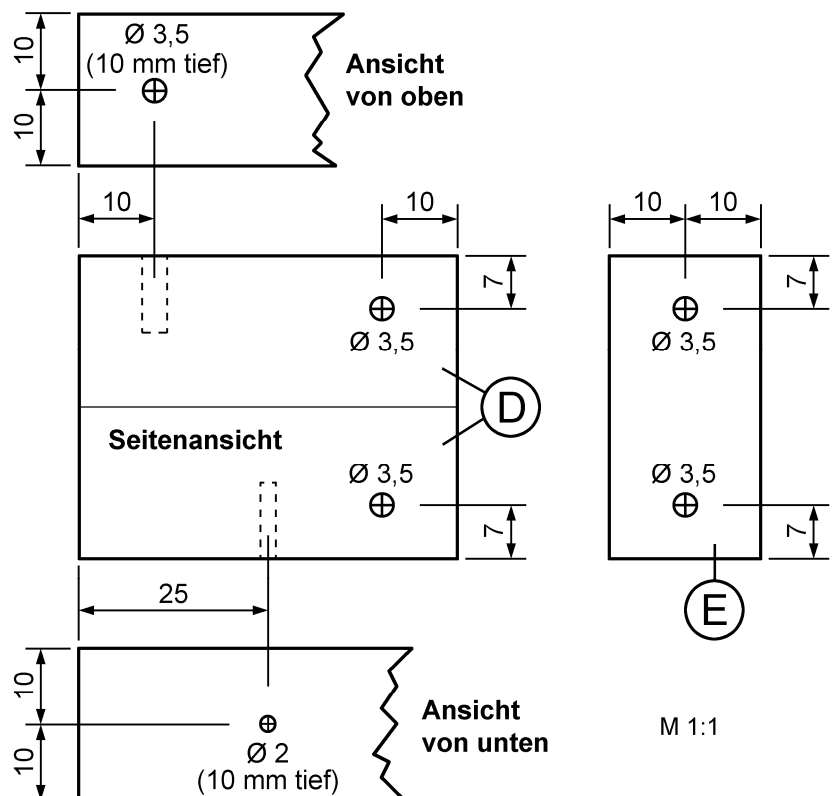 10
Ø 3,5
(10 mm tief)
Ansicht
von oben
10
10
10
10
10
7
7
Ø 3,5
Ø 3,5
D
Seitenansicht
Ø 3,5
Ø 3,5
7
7
25
E
10
Ansicht
von unten
M 1:1
10
Ø 2
(10 mm tief)